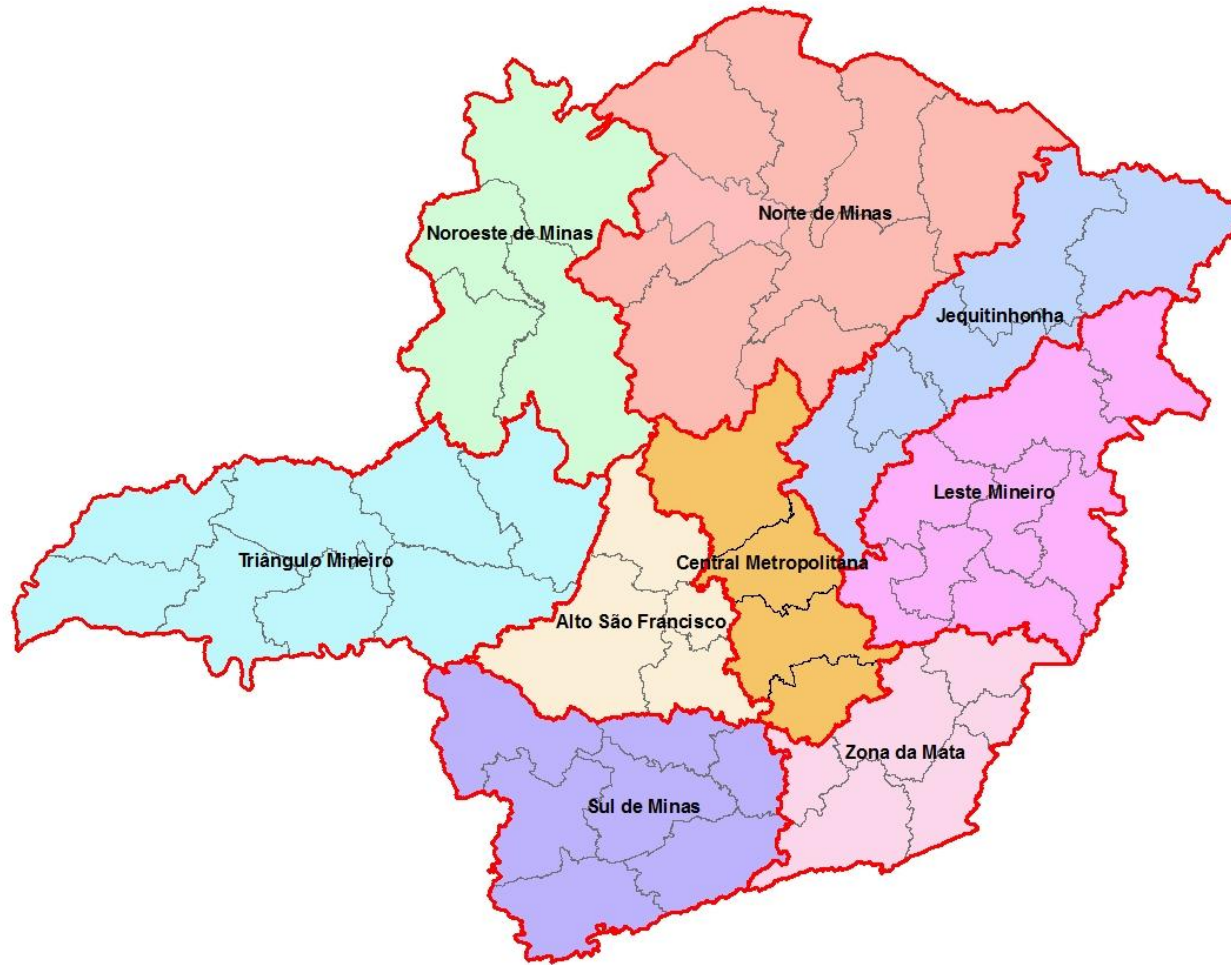 Norte de Minas
Noroeste de Minas
Jequitinhonha
Leste Mineiro
Triângulo Mineiro
Central Metropolitana
Alto São Francisco
Zona da Mata
Sul de Minas